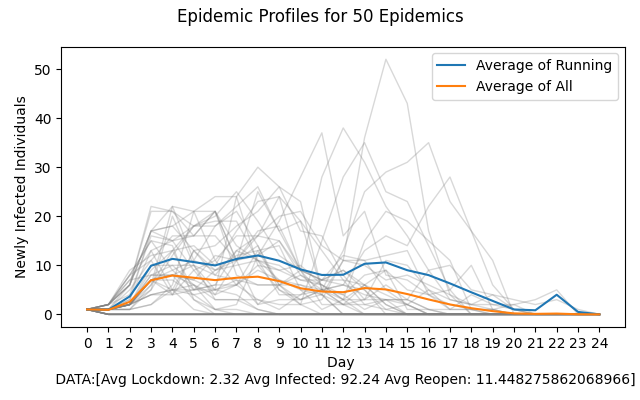 Epidemic Profiles for 50 Epidemics
Newly Infected Individuals
50
40
30
20
10
0
Average of Running
Average of All
0 1 2 3 4 5 6 7 8 9 10 11 12 13 14 15 16 17 18 19 20 21 22 23 24
Day
DATA:[Avg Lockdown: 2.32 Avg Infected: 92.24 Avg Reopen: 11.448275862068966]